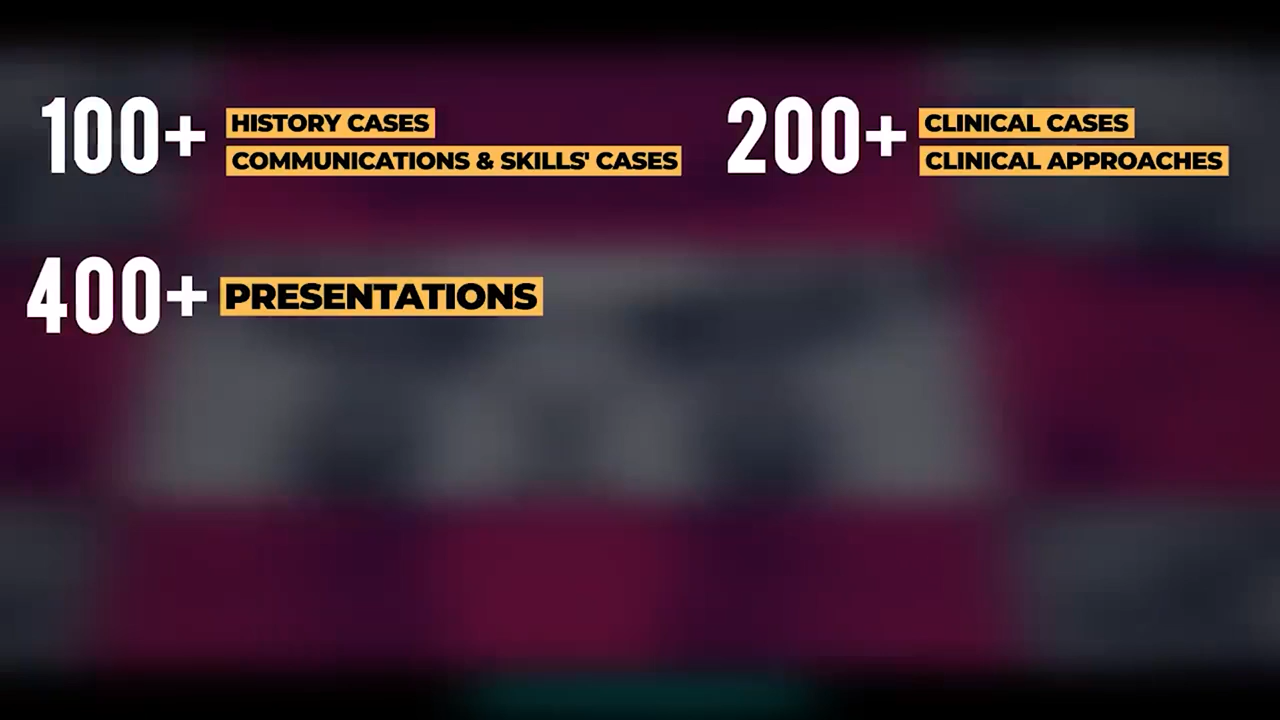 100+ HISTORY CASES
COMMUNICATIONS & SKILLS' CASES
200+ CLINICAL CASES
CLINICAL APPROACHES
400+ PRESENTATIONS